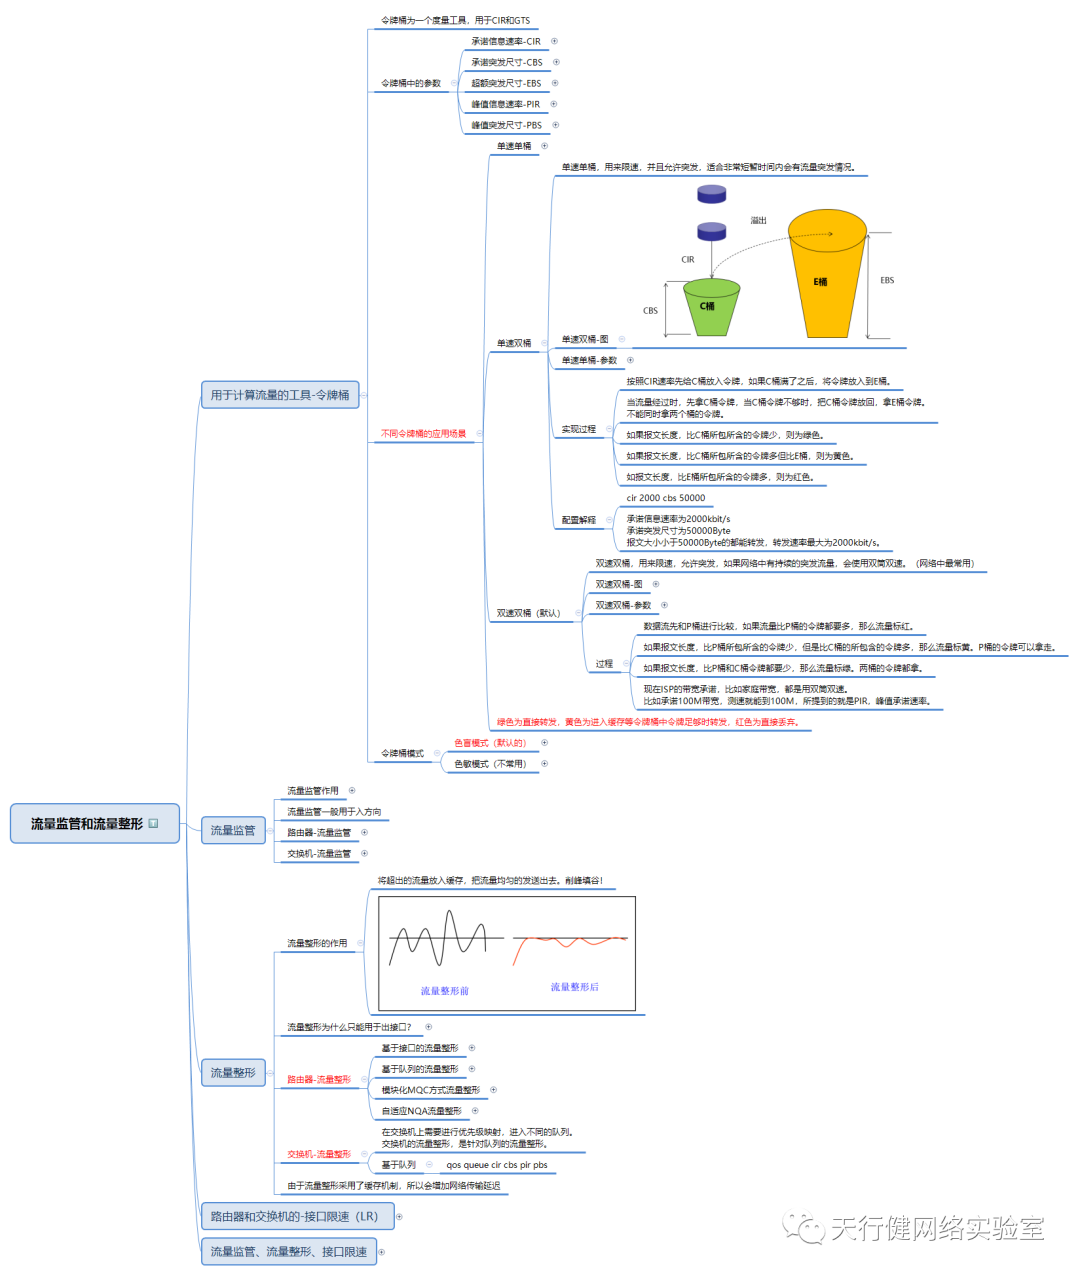 令牌桶为一个度量工具，用于CIR和GTS
承诺信息速率-CIR
承诺突发尺寸-CBS
令牌桶中的参数
超额突发尺寸-EBS
峰值信息速率-PIR
峰值突发尺寸-PBS
单速单桶
单速单桶，用来限速，并且允许突发，适合非常短暂时间内会有流量突发情况。
溢出
CIR
CBS
C桶
E桶
EBS
单速双桶
单速双桶-图
单速单桶-参数
用于计算流量的工具-令牌桶
按照CIR速率先给C桶放入令牌，如果C桶满了之后，将令牌放入到E桶。
当流量经过时，先拿C桶令牌，当C桶令牌不够时，把C桶令牌放回，拿E桶令牌。
不能同时拿两个桶的令牌。
不同令牌桶的应用场景
实现过程
如果报文长度，比C桶所包所含的令牌少，则为绿色。
如果报文长度，比C桶所包所含的令牌多但比E桶，则为黄色。
如报文长度，比E桶所包所含的令牌多，则为红色。
cir 2000 cbs 50000
配置解释
承诺信息速率为2000kbit/s
承诺突发尺寸为50000Byte
报文大小小于50000Byte的都能转发，转发速率最大为2000kbit/s。
双速双桶，用来限速，允许突发，如果网络中有持续的突发流量，会使用双筒双速。（网络中最常用）
双速双桶-图
双速双桶-参数
双速双桶（默认）
数据流先和P桶进行比较，如果流量比P桶的令牌都要多，那么流量标红。
如果报文长度，比P桶所包所含的令牌少，但是比C桶的所包含的令牌多，那么流量标黄。P桶的令牌可以拿走。
过程
如果报文长度，比P桶和C桶令牌都要少，那么流量标绿。两桶的令牌都拿。
现在ISP的带宽承诺，比如家庭带宽，都是用双筒双速。
比如承诺100M带宽，测速就能到100M，所提到的就是PIR，峰值承诺速率。
绿色为直接转发，黄色为进入缓存等令牌桶中令牌足够时转发，红色为直接丢弃。
色盲模式（默认的）
令牌桶模式
色敏模式（不常用）
流量监管作用
流量监管一般用于入方向
流量监管和流量整形
流量监管
路由器-流量监管
交换机-流量监管
将超出的流量放入缓存，把流量均匀的发送出去。削峰填谷！
流量整形的作用
流量整形前
流量整形后
流量整形为什么只能用于出接口？
基于接口的流量整形
流量整形
基于队列的流量整形
路由器-流量整形
模块化MQC方式流量整形
自适应NQA流量整形
在交换机上需要进行优先级映射，进入不同的队列。
交换机的流量整形，是针对队列的流量整形。
交换机-流量整形
基于队列
qos queue cir cbs pir pbs
由于流量整形采用了缓存机制，所以会增加网络传输延迟
路由器和交换机的-接口限速（LR）
流量监管、流量整形、接口限速
天行健网络实验室